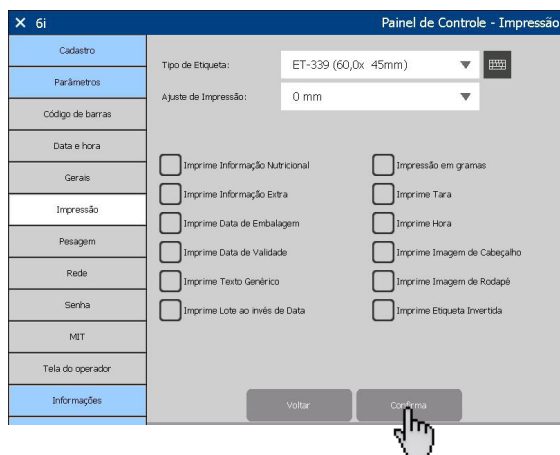 6i
Painel de Controle - Impressão
Cadastro
Parâmetros
Código de barras
Data e hora
Gerais
Impressão
Pesagem
Rede
Senha
MIT
Tela do operador
Informações
Tipo de Etiqueta:
ET-339 (60,0x 45mm)
Ajuste de Impressão:
0 mm
Imprime Informação Nutricional
Impressão em gramas
Imprime Informação Extra
Imprime Tara
Imprime Data de Embalagem
Imprime Hora
Imprime Data de Validade
Imprime Imagem de Cabeçalho
Imprime Texto Genérico
Imprime Imagem de Rodapé
Imprime Lote ao invés de Data
Imprime Etiqueta Invertida
Voltar
Confirma